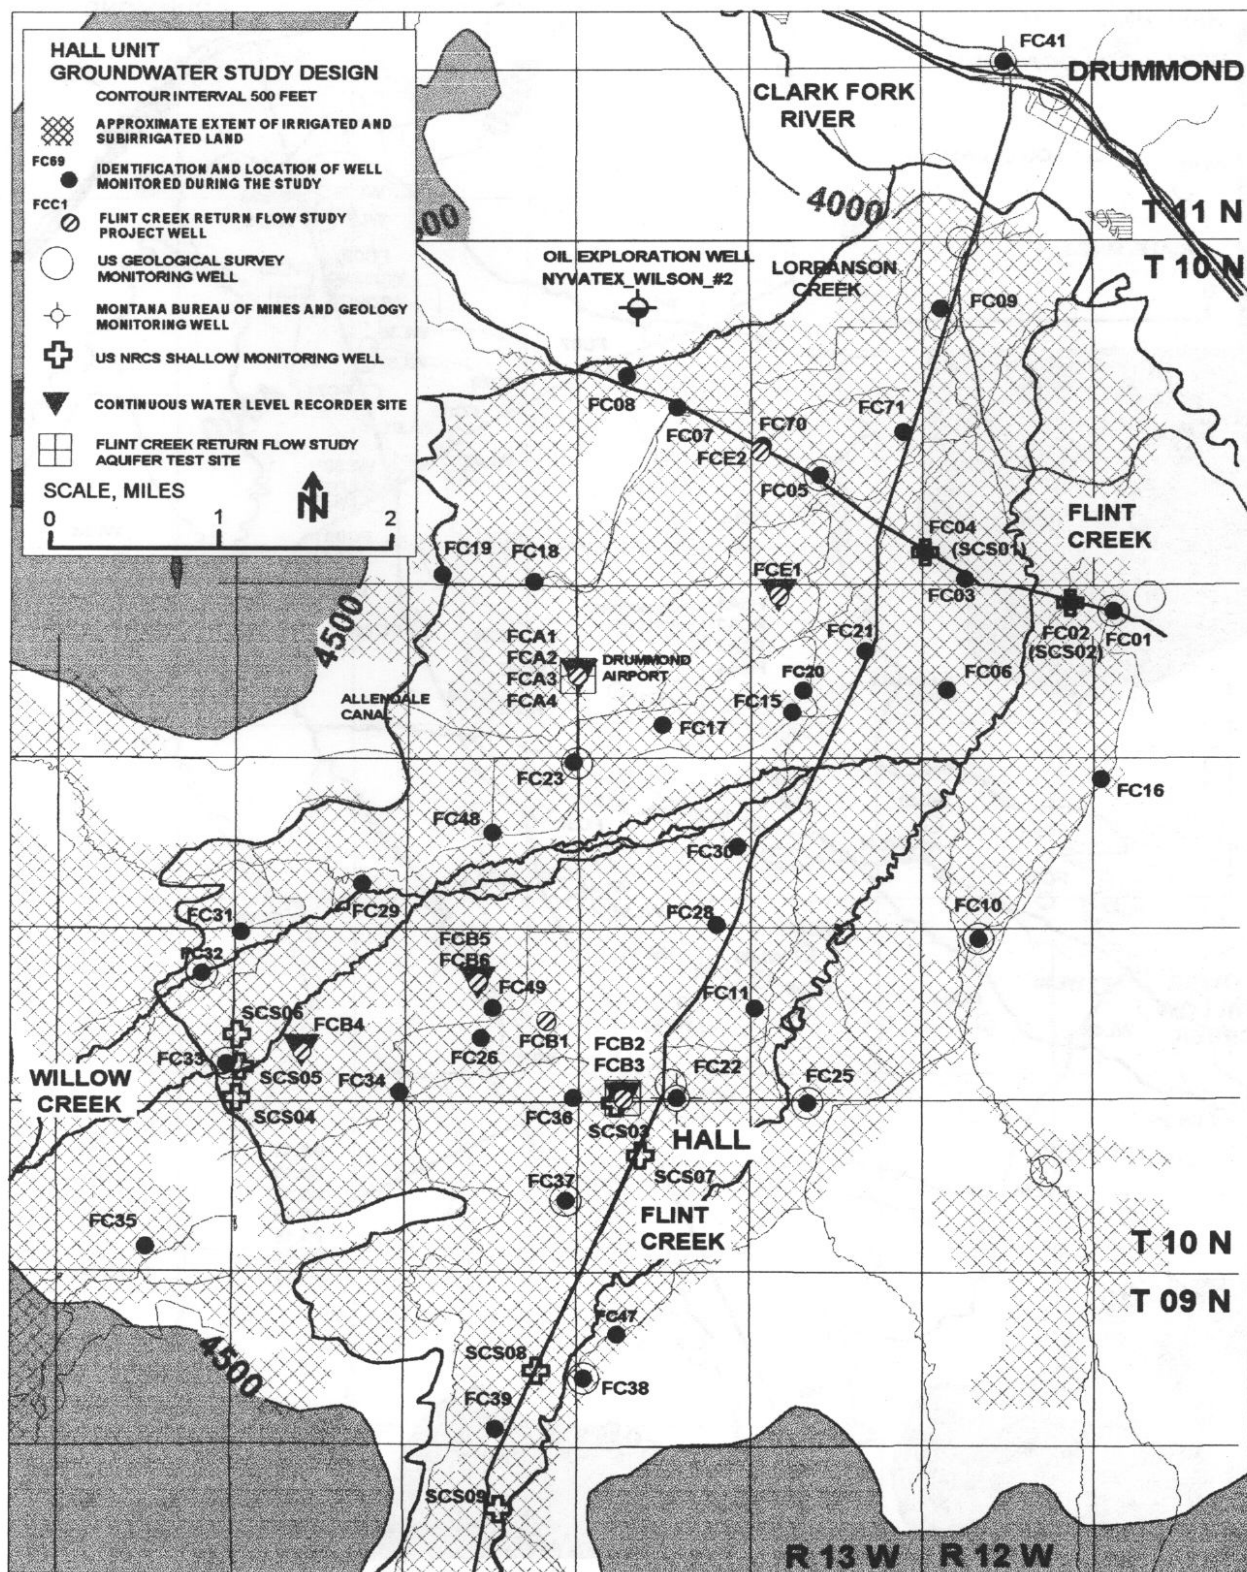 HALL UNIT
GROUNDWATER STUDY DESIGN
CONTOUR INTERVAL 500 FEET
APPROXIMATE EXTENT OF IRRIGATED AND
SUBIRRIGATED LAND
FC69
IDENTIFICATION AND LOCATION OF WELL
MONITORED DURING THE STUDY
FCC1
FLINT CREEK RETURN FLOW STUDY
PROJECT WELL
US GEOLOGICAL SURVEY
MONITORING WELL
MONTANA BUREAU OF MINES AND GEOLOGY
MONITORING WELL
US NRCS SHALLOW MONITORING WELL
CONTINUOUS WATER LEVEL RECORDER SITE
FLINT CREEK RETURN FLOW STUDY
AQUIFER TEST SITE
SCALE, MILES
N
0 1 2
FC41
DRUMMOND
CLARK FORK
RIVER
4000
T 11 N
T 10 N
OIL EXPLORATION WELL
NYVATEX_WILSON_#2
LORRANSON
CREEK
FC09
FC08
FC07
FC70
FCE2
FC71
FC05
FC04
(SCS01)
FLINT
CREEK
FC19
FC18
FCE1
FC03
4500
FC02
(SCS02)
FC01
FCA1
FCA2
FCA3
FCA4
DRUMMOND
AIRPORT
FC21
FC20
FC06
ALLENDALE
CANAL
FC15
FC17
FC23
FC16
FC48
FC30
FC29
FC31
FC28
FC10
FC32
FCB5
FCB6
FC49
FC11
SCS06
FCB4
FCB1
FC26
FCB2
FCB3
FC22
FC33
SCS05
FC34
FC25
WILLOW
CREEK
SCS04
FC36
SCS03
HALL
SCS07
FC37
FLINT
CREEK
FC35
T 10 N
T 09 N
FC47
4500
SCS08
FC38
FC39
SCS09
R 13 W
R 12 W